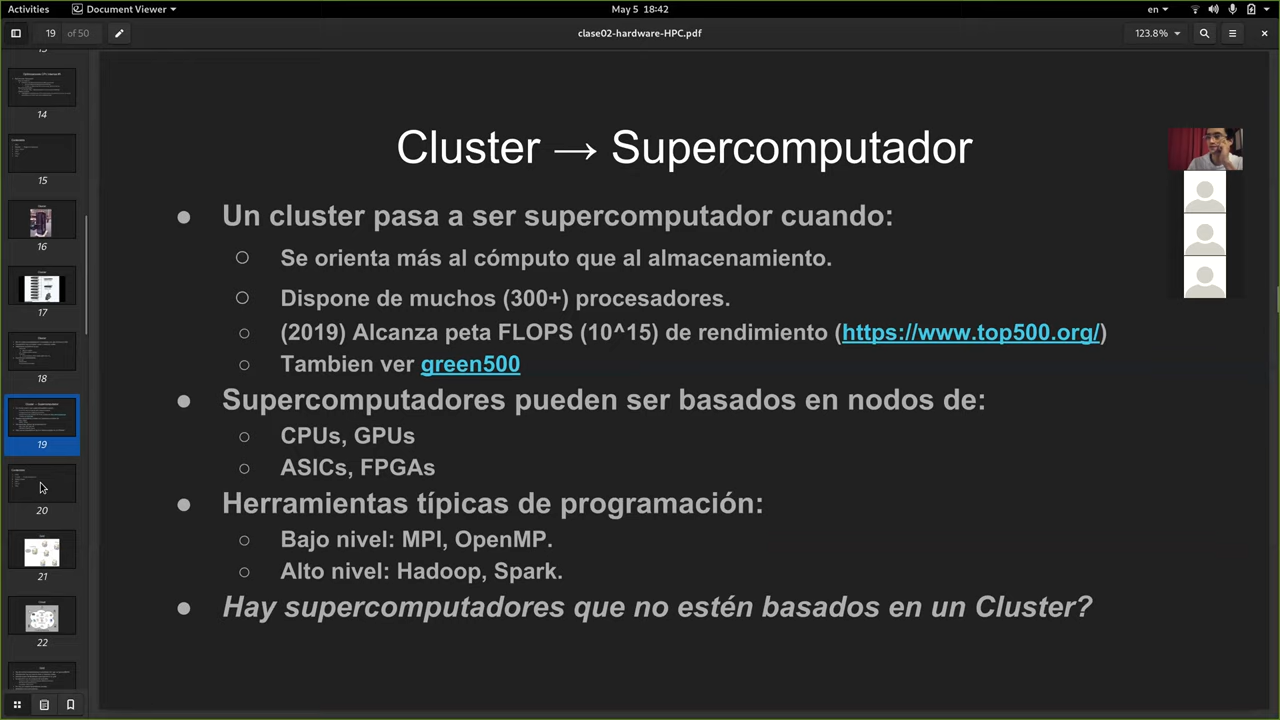 Activities
Document Viewer
May 5 18:42
en
19 of 50
clase02-hardware-HPC.pdf
123.8%
14
15
16
17
18
19
20
21
22
Cluster → Supercomputador
● Un cluster pasa a ser supercomputador cuando:
○ Se orienta más al cómputo que al almacenamiento.
○ Dispone de muchos (300+) procesadores.
○ (2019) Alcanza peta FLOPS (10^15) de rendimiento (https://www.top500.org/)
○ Tambien ver green500
● Supercomputadores pueden ser basados en nodos de:
○ CPUs, GPUs
○ ASICs, FPGAs
● Herramientas típicas de programación:
○ Bajo nivel: MPI, OpenMP.
○ Alto nivel: Hadoop, Spark.
● Hay supercomputadores que no estén basados en un Cluster?